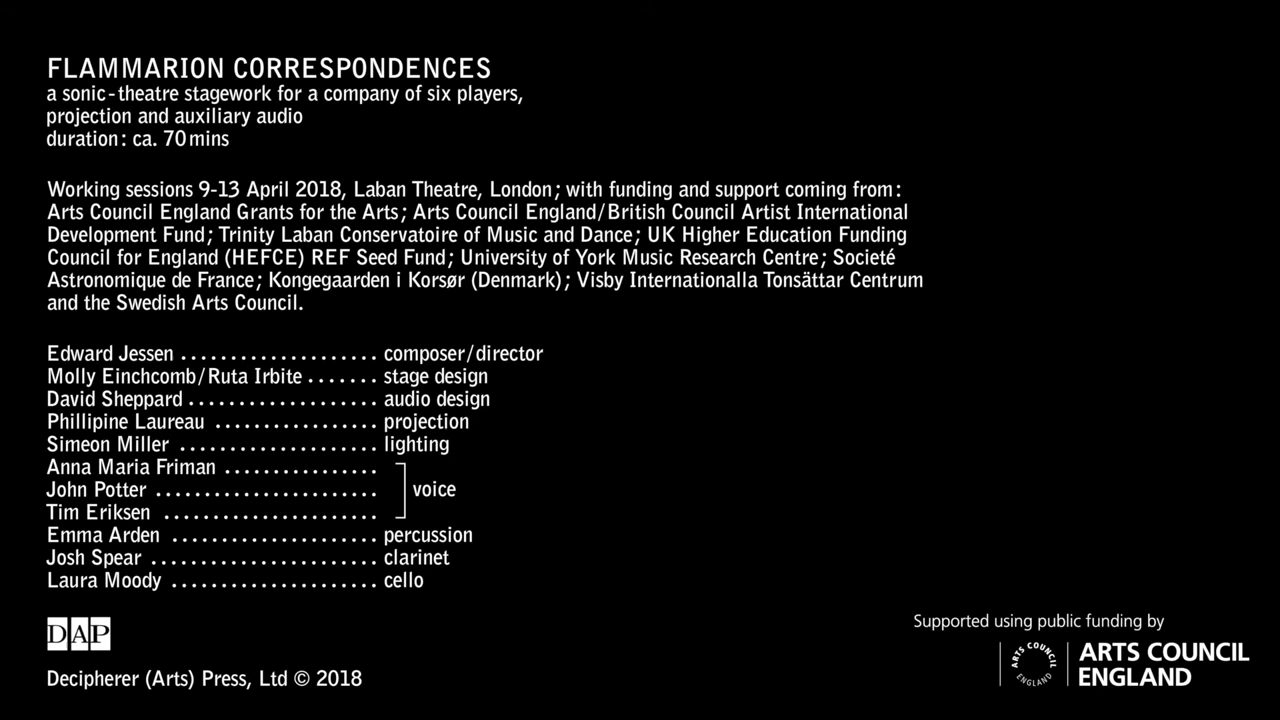 FLAMMARION CORRESPONDENCES
a sonic-theatre stagework for a company of six players,
projection and auxiliary audio
duration: ca. 70 mins
Working sessions 9-13 April 2018, Laban Theatre, London; with funding and support coming from:
Arts Council England Grants for the Arts; Arts Council England/British Council Artist International
Development Fund; Trinity Laban Conservatoire of Music and Dance; UK Higher Education Funding
Council for England (HEFCE) REF Seed Fund; University of York Music Research Centre; Societé
Astronomique de France; Kongegaarden i Korsør (Denmark); Visby Internationalla Tonsättar Centrum
and the Swedish Arts Council.
Edward Jessen .................... composer/director
Molly Einchcomb/Ruta Irbite ....... stage design
David Sheppard ................... audio design
Phillipine Laureau ................. projection
Simeon Miller .................... lighting
Anna Maria Friman ................
John Potter ....................... voice
Tim Eriksen ......................
Emma Arden ..................... percussion
Josh Spear ....................... clarinet
Laura Moody ..................... cello
DAP
Decipherer (Arts) Press, Ltd © 2018
Supported using public funding by
ARTS COUNCIL ENGLAND
ARTS COUNCIL
ENGLAND